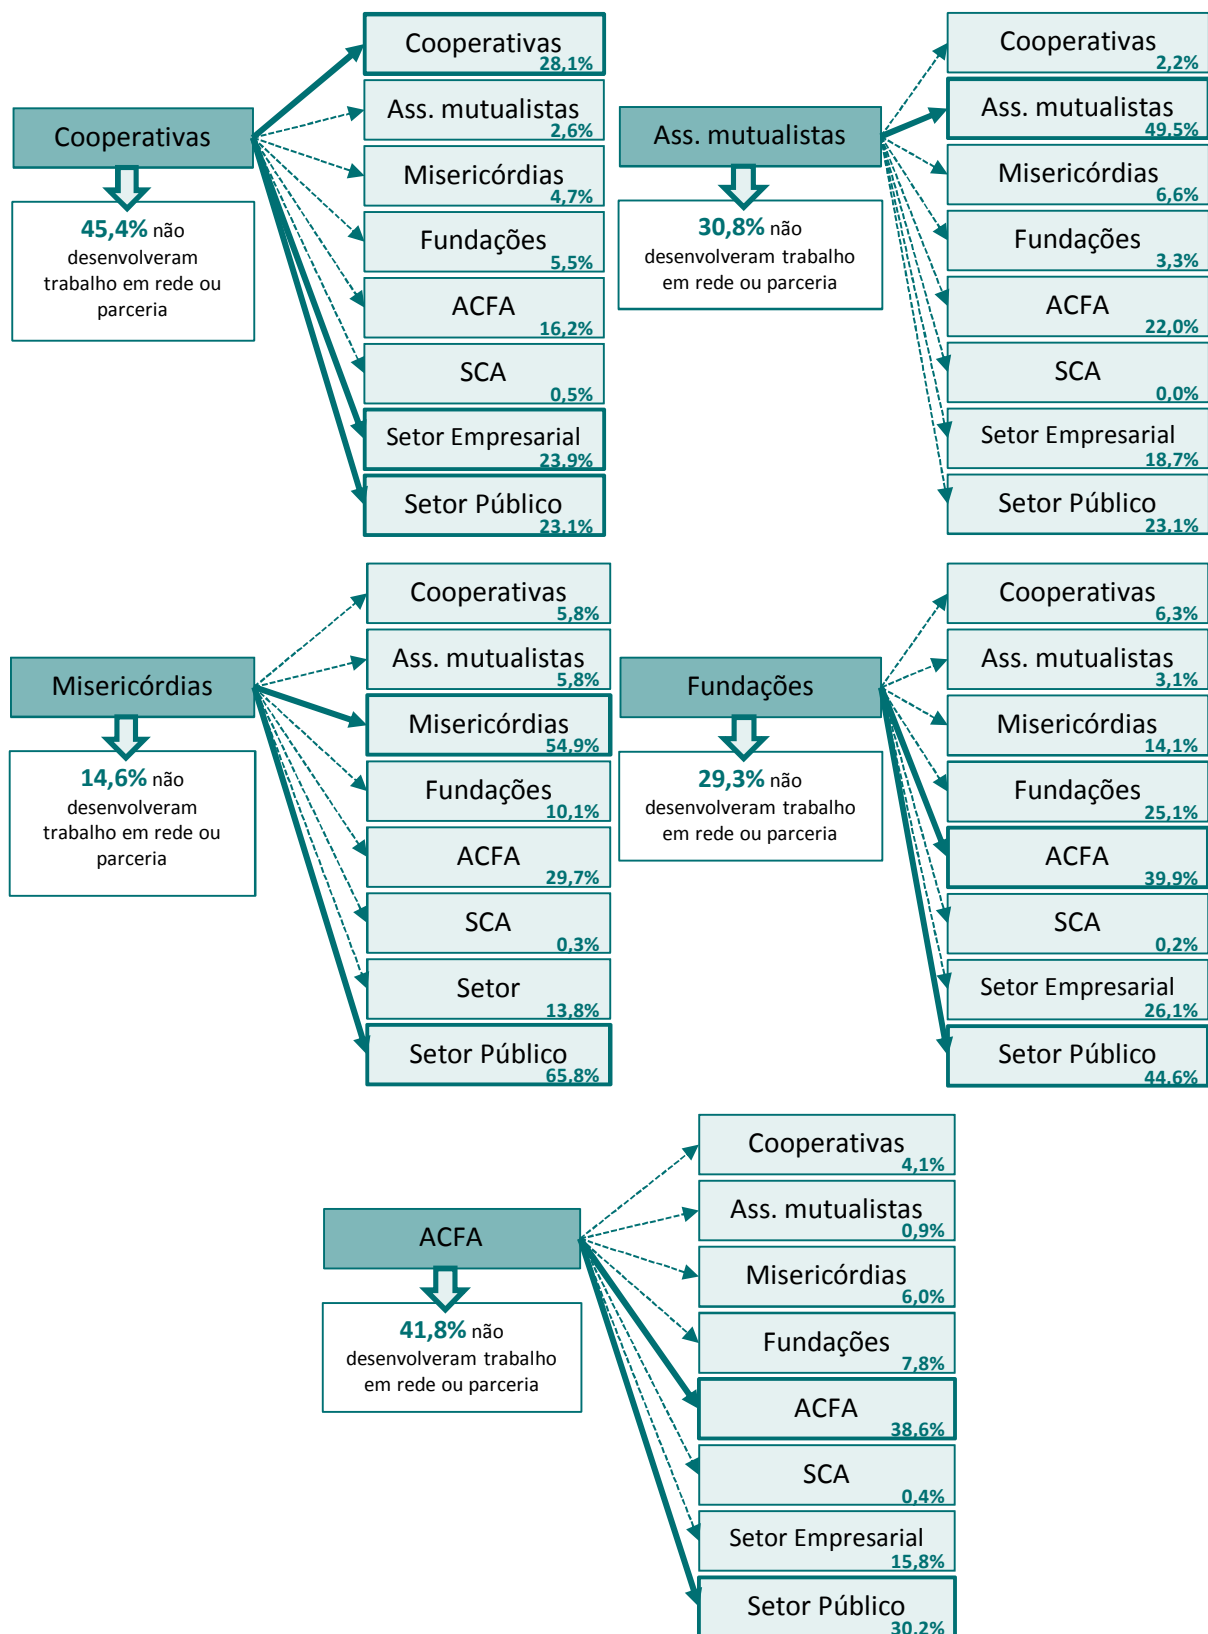 Cooperativas
45,4% não
desenvolveram
trabalho em rede ou
parceria
Cooperativas
28,1%
Ass. mutualistas
2,6%
Misericórdias
4,7%
Fundações
5,5%
ACFA
16,2%
SCA
0,5%
Setor Empresarial
23,9%
Setor Público
23,1%
Ass. mutualistas
30,8% não
desenvolveram trabalho
em rede ou parceria
Cooperativas
2,2%
Ass. mutualistas
49,5%
Misericórdias
6,6%
Fundações
3,3%
ACFA
22,0%
SCA
0,0%
Setor Empresarial
18,7%
Setor Público
23,1%
Misericórdias
14,6% não
desenvolveram
trabalho em rede ou
parceria
Cooperativas
5,8%
Ass. mutualistas
5,8%
Misericórdias
54,9%
Fundações
10,1%
ACFA
29,7%
SCA
0,3%
Setor
13,8%
Setor Público
65,8%
Fundações
29,3% não
desenvolveram trabalho
em rede ou parceria
Cooperativas
6,3%
Ass. mutualistas
3,1%
Misericórdias
14,1%
Fundações
25,1%
ACFA
39,9%
SCA
0,2%
Setor Empresarial
26,1%
Setor Público
44,6%
ACFA
41,8% não
desenvolveram trabalho
em rede ou parceria
Cooperativas
4,1%
Ass. mutualistas
0,9%
Misericórdias
6,0%
Fundações
7,8%
ACFA
38,6%
SCA
0,4%
Setor Empresarial
15,8%
Setor Público
30,2%